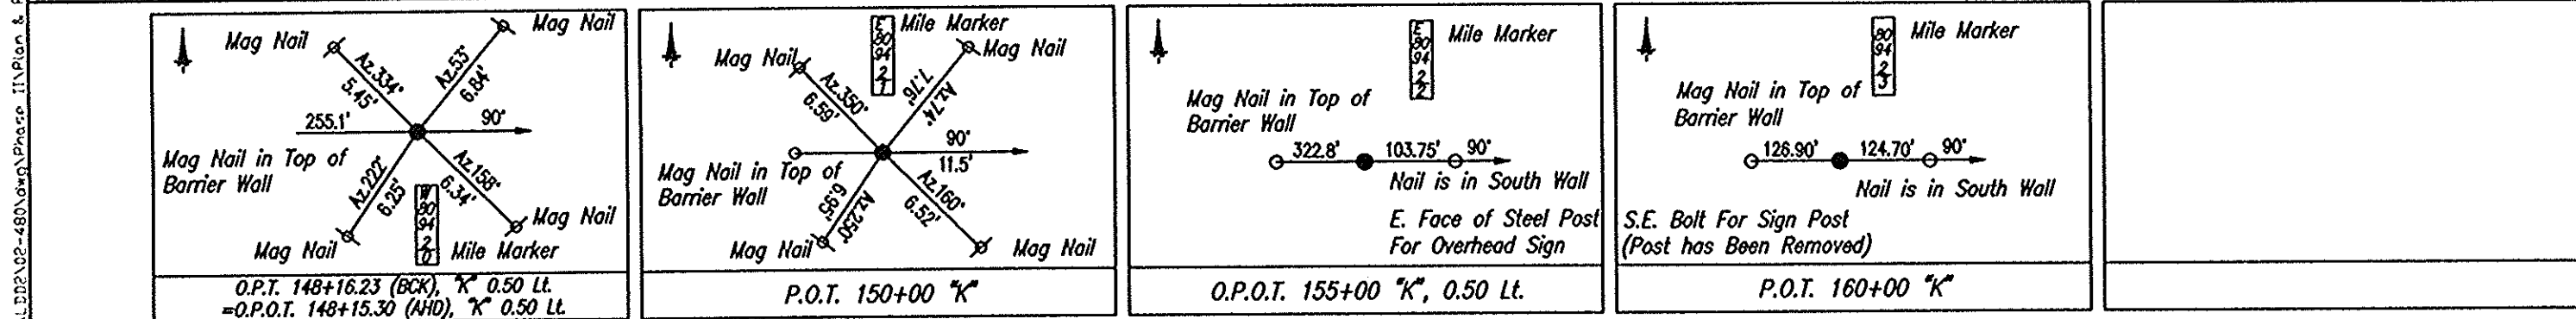 ALDD2\02-480\dwg\Phase II\Plan &
Mag Nail
Mag Nail
Az.334°
5.45'
Az.53°
6.84'
255.1'
90°
Mag Nail in Top of
Barrier Wall
Az.222°
6.25'
Az.158°
6.34'
Mag Nail
Mag Nail
W
80
94
2
0
Mile Marker
O.P.T. 148+16.23 (BCK), "K" 0.50 Lt.
=O.P.O.T. 148+15.30 (AHD), "K" 0.50 Lt.
E
80
94
2
1
Mile Marker
Mag Nail
Mag Nail
Az.350°
6.59'
7.76'
Az.74°
90°
11.5'
Mag Nail in Top of
Barrier Wall
6.95'
Az.250°
Az.160°
6.52'
Mag Nail
Mag Nail
P.O.T. 150+00 "K"
E
80
94
2
2
Mile Marker
Mag Nail in Top of
Barrier Wall
322.8'
103.75'
90°
Nail is in South Wall
E. Face of Steel Post
For Overhead Sign
O.P.O.T. 155+00 "K", 0.50 Lt.
80
94
2
3
Mile Marker
Mag Nail in Top of
Barrier Wall
126.90'
124.70'
90°
Nail is in South Wall
S.E. Bolt For Sign Post
(Post has Been Removed)
P.O.T. 160+00 "K"